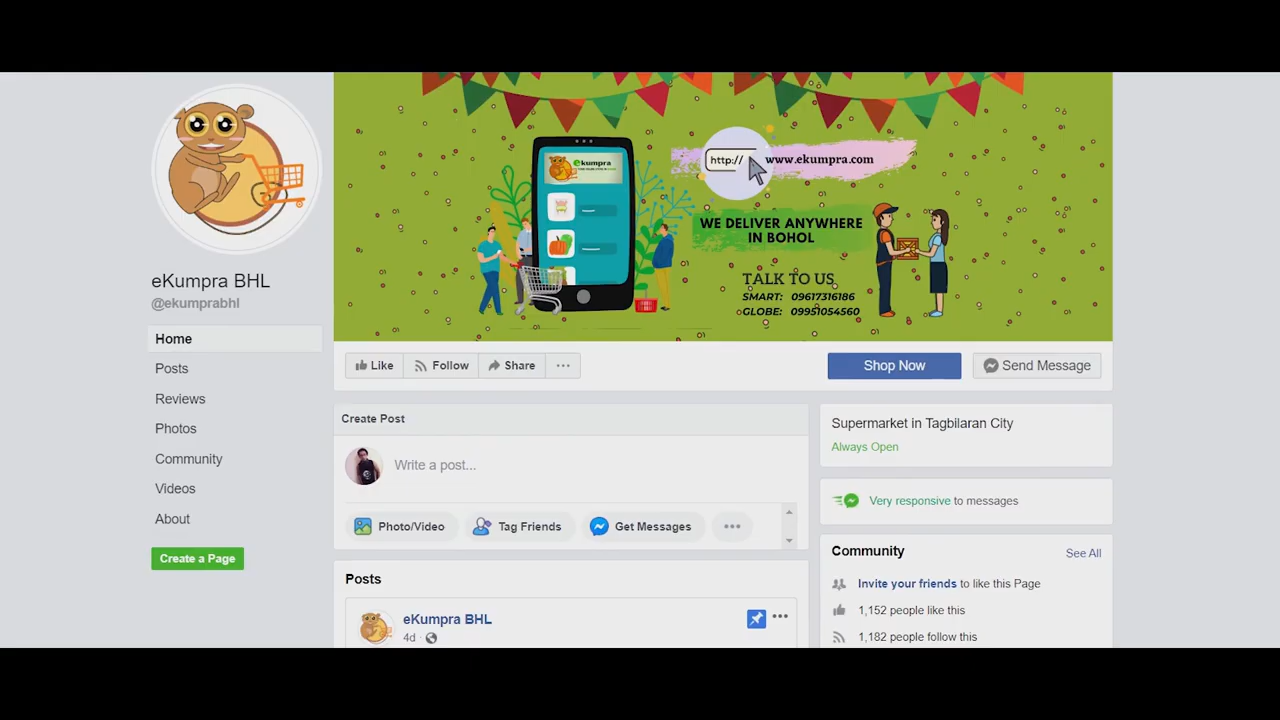 ekumpra
http://
www.ekumpra.com
WE DELIVER ANYWHERE
IN BOHOL
TALK TO US
SMART: 09617316186
GLOBE: 09951054560
eKumpra BHL
@ekumprabhl
Home
Posts
Reviews
Photos
Community
Videos
About
Create a Page
Like
Follow
Share
Shop Now
Send Message
Create Post
Write a post...
Photo/Video
Tag Friends
Get Messages
Posts
eKumpra BHL
4d
Supermarket in Tagbilaran City
Always Open
Very responsive to messages
Community
See All
Invite your friends to like this Page
1,152 people like this
1,182 people follow this